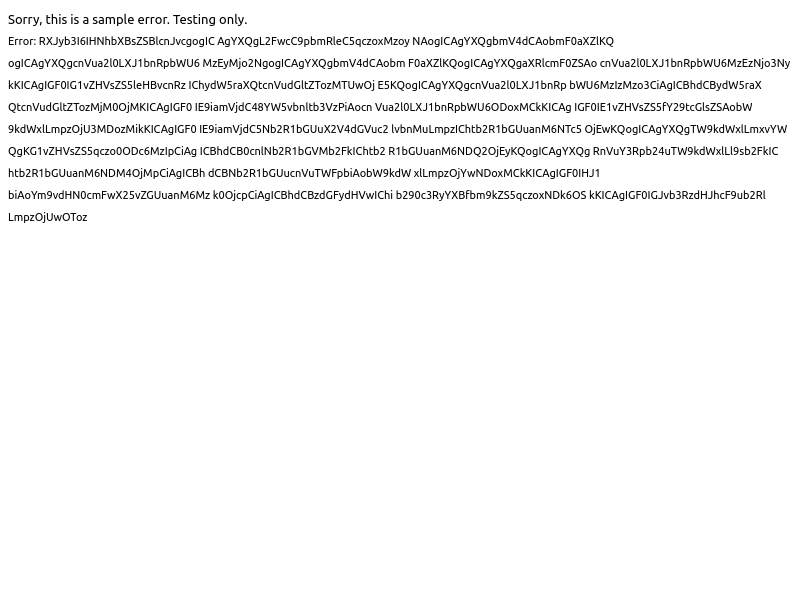 Sorry, this is a sample error. Testing only.
Error: RXJyb3I6IHNhbXBsZSBlcnJvcgogIC AgYXQgL2FwcC9pbmRleC5qczoxMzoy NAogICAgYXQgbmV4dCAobmF0aXZlKQ
ogICAgYXQgcnVua2l0LXJ1bnRpbWU6 MzEyMjo2NgogICAgYXQgbmV4dCAobm F0aXZlKQogICAgYXQgaXRlcmF0ZSAo cnVua2l0LXJ1bnRpbWU6MzEzNzo3Ny
kKICAgIGF0IG1vZHVsZS5leHBvcnRz IChydW5raXQtcnVudGltZTozMTUwOj E5KQogICAgYXQgcnVua2l0LXJ1bnRp bWU6MzIzMzo3CiAgICBhdCBydW5raX
QtcnVudGltZTozMjM0OjMKICAgIGF0 IE9iamVjdC48YW5vbnltb3VzPiAocn Vua2l0LXJ1bnRpbWU6ODoxMCkKICAg IGF0IE1vZHVsZS5fY29tcGlsZSAobW
9kdWxlLmpzOjU3MDozMikKICAgIGF0 IE9iamVjdC5Nb2R1bGUuX2V4dGVuc2 lvbnMuLmpzIChtb2R1bGUuanM6NTc5 OjEwKQogICAgYXQgTW9kdWxlLmxvYW
QgKG1vZHVsZS5qczo0ODc6MzIpCiAg ICBhdCB0cnlNb2R1bGVMb2FkIChtb2 R1bGUuanM6NDQ2OjEyKQogICAgYXQg RnVuY3Rpb24uTW9kdWxlLl9sb2FkIC
htb2R1bGUuanM6NDM4OjMpCiAgICBh dCBNb2R1bGUucnVuTWFpbiAobW9kdW xlLmpzOjYwNDoxMCkKICAgIGF0IHJ1
biAoYm9vdHN0cmFwX25vZGUuanM6Mz k0OjcpCiAgICBhdCBzdGFydHVwIChi b290c3RyYXBfbm9kZS5qczoxNDk6OS kKICAgIGF0IGJvb3RzdHJhcF9ub2Rl
LmpzOjUwOToz